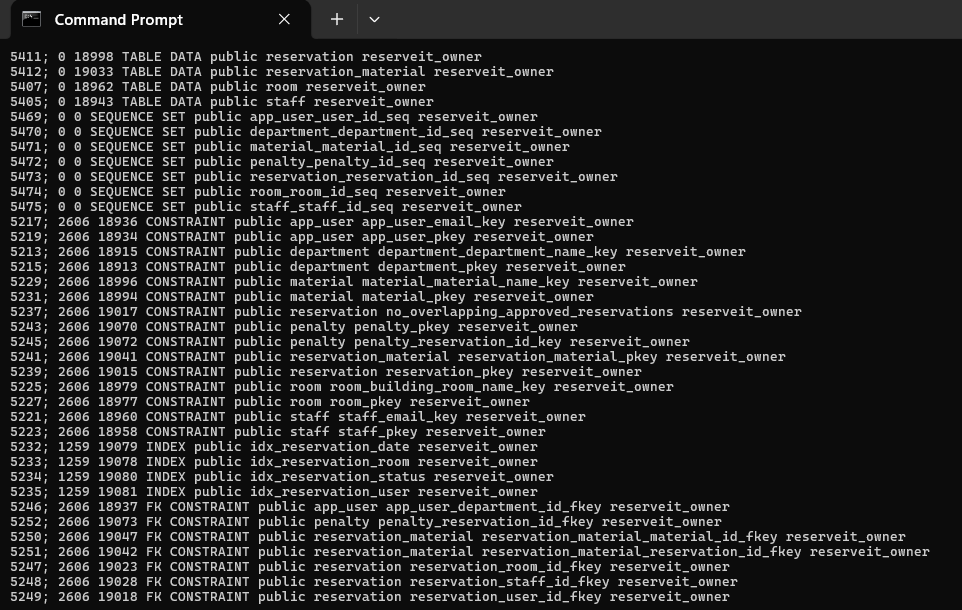 Command Prompt
5411; 0 18998 TABLE DATA public reservation reserveit_owner
5412; 0 19033 TABLE DATA public reservation_material reserveit_owner
5407; 0 18962 TABLE DATA public room reserveit_owner
5405; 0 18943 TABLE DATA public staff reserveit_owner
5469; 0 0 SEQUENCE SET public app_user_user_id_seq reserveit_owner
5470; 0 0 SEQUENCE SET public department_department_id_seq reserveit_owner
5471; 0 0 SEQUENCE SET public material_material_id_seq reserveit_owner
5472; 0 0 SEQUENCE SET public penalty_penalty_id_seq reserveit_owner
5473; 0 0 SEQUENCE SET public reservation_reservation_id_seq reserveit_owner
5474; 0 0 SEQUENCE SET public room_room_id_seq reserveit_owner
5475; 0 0 SEQUENCE SET public staff_staff_id_seq reserveit_owner
5217; 2606 18936 CONSTRAINT public app_user app_user_email_key reserveit_owner
5219; 2606 18934 CONSTRAINT public app_user app_user_pkey reserveit_owner
5213; 2606 18915 CONSTRAINT public department department_department_name_key reserveit_owner
5215; 2606 18913 CONSTRAINT public department department_pkey reserveit_owner
5229; 2606 18996 CONSTRAINT public material material_material_name_key reserveit_owner
5231; 2606 18994 CONSTRAINT public material material_pkey reserveit_owner
5237; 2606 19017 CONSTRAINT public reservation no_overlapping_approved_reservations reserveit_owner
5243; 2606 19070 CONSTRAINT public penalty penalty_pkey reserveit_owner
5245; 2606 19072 CONSTRAINT public penalty penalty_reservation_id_key reserveit_owner
5241; 2606 19041 CONSTRAINT public reservation_material reservation_material_pkey reserveit_owner
5239; 2606 19015 CONSTRAINT public reservation reservation_pkey reserveit_owner
5225; 2606 18979 CONSTRAINT public room room_building_room_name_key reserveit_owner
5227; 2606 18977 CONSTRAINT public room room_pkey reserveit_owner
5221; 2606 18960 CONSTRAINT public staff staff_email_key reserveit_owner
5223; 2606 18958 CONSTRAINT public staff staff_pkey reserveit_owner
5232; 1259 19079 INDEX public idx_reservation_date reserveit_owner
5233; 1259 19078 INDEX public idx_reservation_room reserveit_owner
5234; 1259 19080 INDEX public idx_reservation_status reserveit_owner
5235; 1259 19081 INDEX public idx_reservation_user reserveit_owner
5246; 2606 18937 FK CONSTRAINT public app_user app_user_department_id_fkey reserveit_owner
5252; 2606 19073 FK CONSTRAINT public penalty penalty_reservation_id_fkey reserveit_owner
5250; 2606 19047 FK CONSTRAINT public reservation_material reservation_material_material_id_fkey reserveit_owner
5251; 2606 19042 FK CONSTRAINT public reservation_material reservation_material_reservation_id_fkey reserveit_owner
5247; 2606 19023 FK CONSTRAINT public reservation reservation_room_id_fkey reserveit_owner
5248; 2606 19028 FK CONSTRAINT public reservation reservation_staff_id_fkey reserveit_owner
5249; 2606 19018 FK CONSTRAINT public reservation reservation_user_id_fkey reserveit_owner